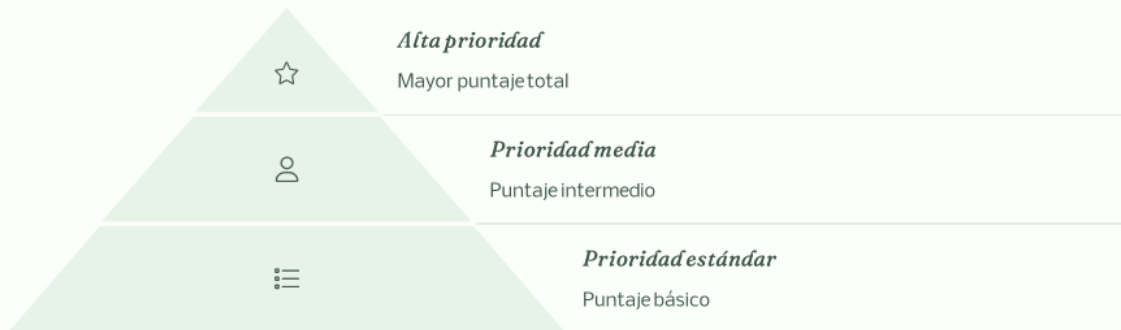 Alta prioridad
Mayor puntaje total
Prioridad media
Puntaje intermedio
Prioridad estándar
Puntaje básico